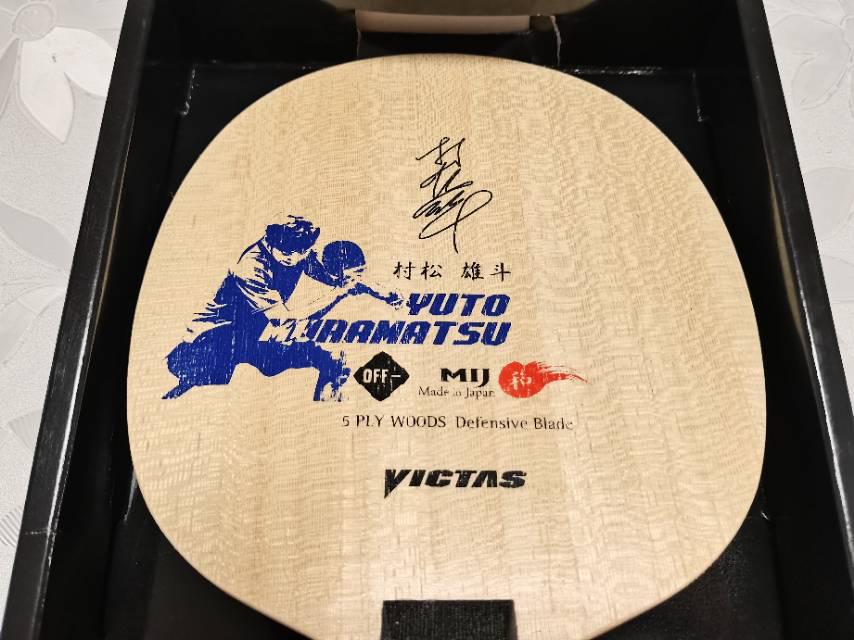 村松 雄斗
YUTO
MURAMATSU
OFF-
MIJ
Made in Japan
和
5 PLY WOODS Defensive Blade
VICTAS